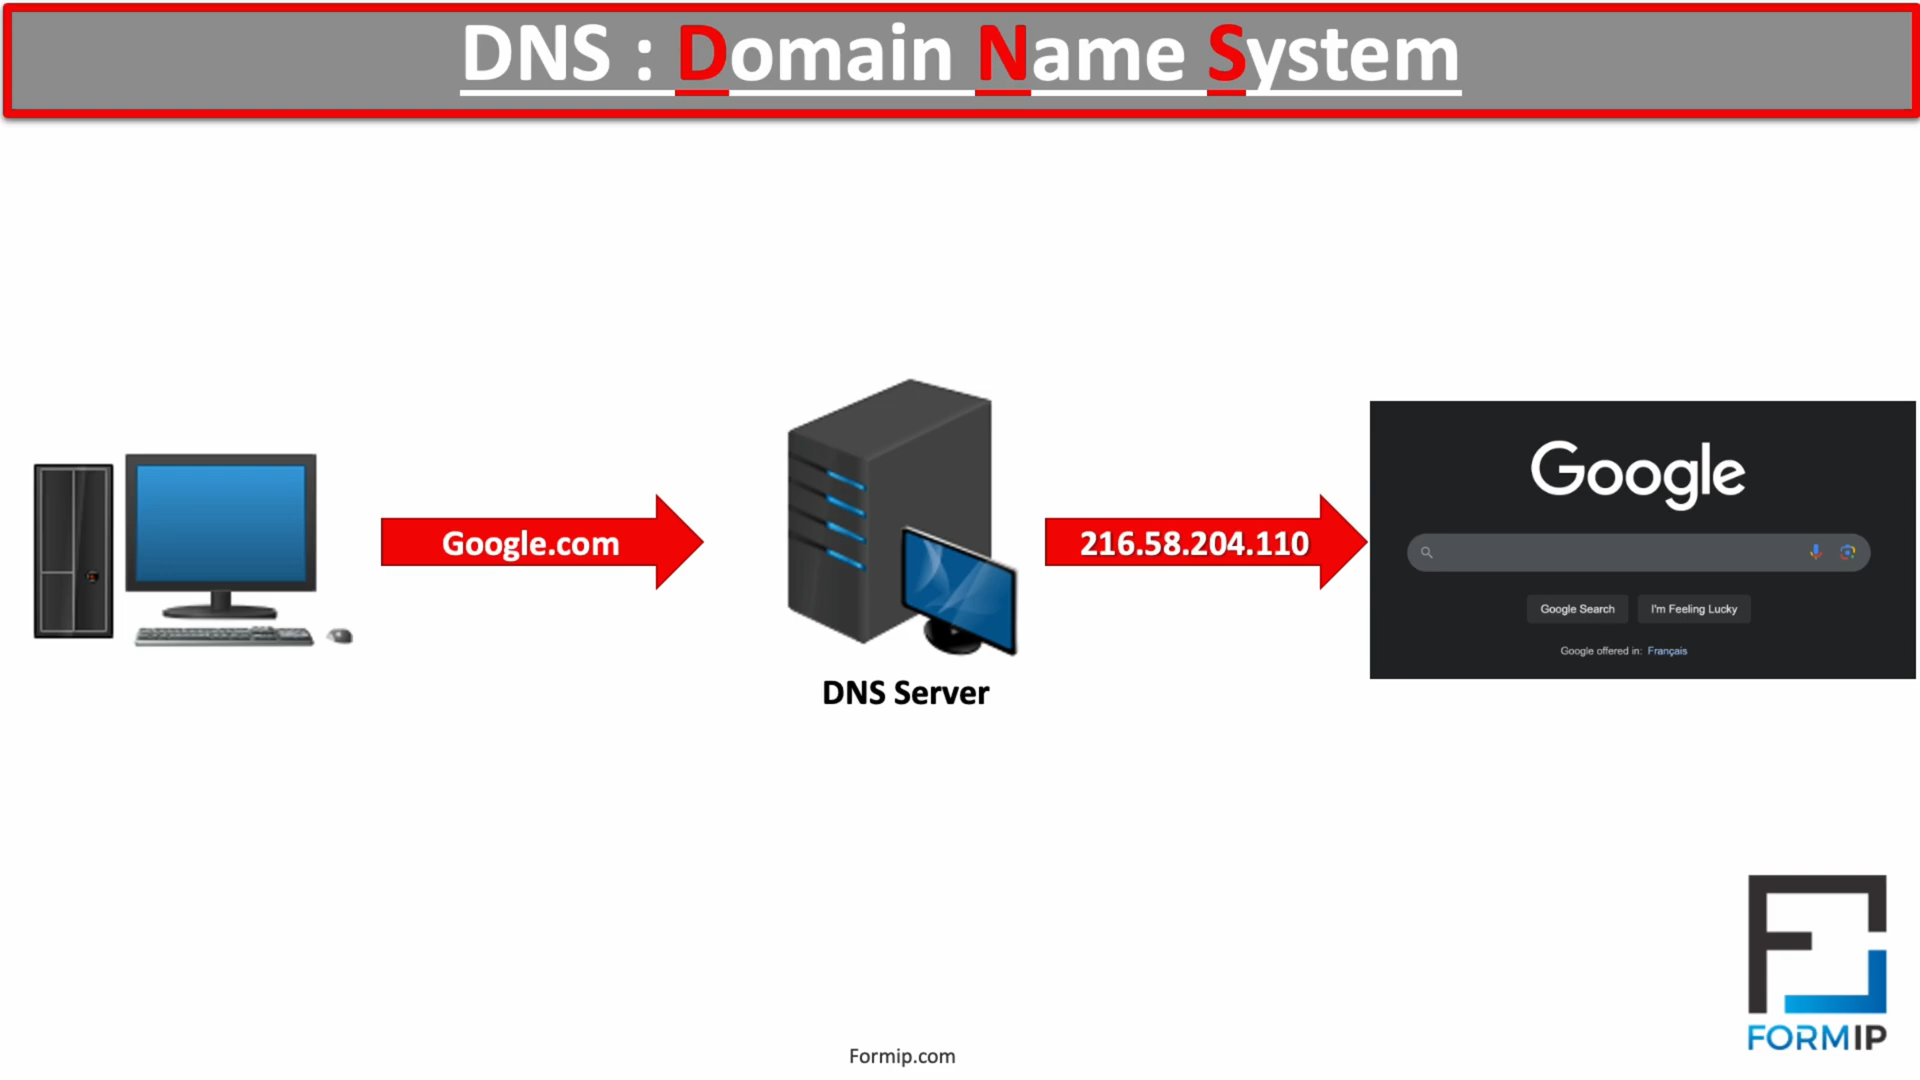 DNS : Domain Name System
Google.com
216.58.204.110
DNS Server
Google
Google Search
I'm Feeling Lucky
Google offered in: Français
FORMIP
Formip.com